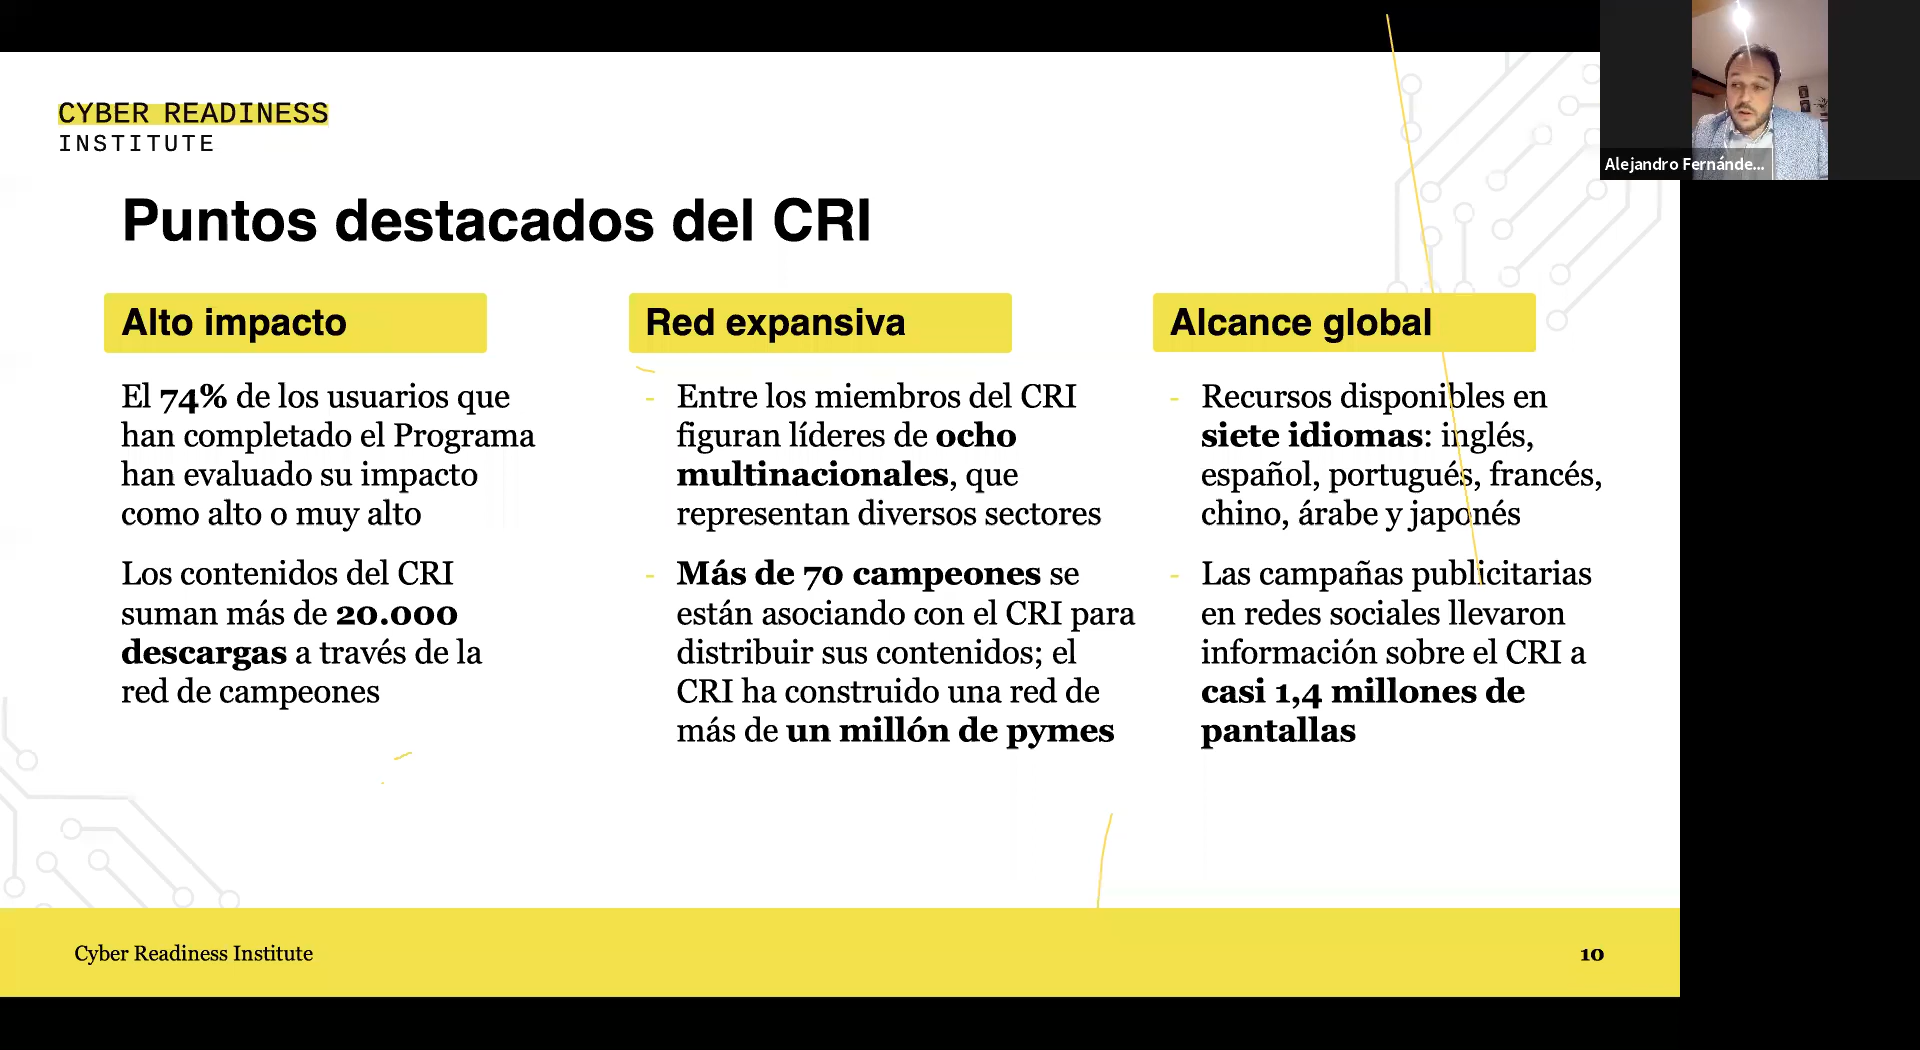 CYBER READINESS
INSTITUTE
Alejandro Fernánde...
Puntos destacados del CRI
Alto impacto
El 74% de los usuarios que
han completado el Programa
han evaluado su impacto
como alto o muy alto
Los contenidos del CRI
suman más de 20.000
descargas a través de la
red de campeones
Red expansiva
- Entre los miembros del CRI
figuran líderes de ocho
multinacionales, que
representan diversos sectores
- Más de 70 campeones se
están asociando con el CRI para
distribuir sus contenidos; el
CRI ha construido una red de
más de un millón de pymes
Alcance global
- Recursos disponibles en
siete idiomas: inglés,
español, portugués, francés,
chino, árabe y japonés
- Las campañas publicitarias
en redes sociales llevaron
información sobre el CRI a
casi 1,4 millones de
pantallas
Cyber Readiness Institute
10